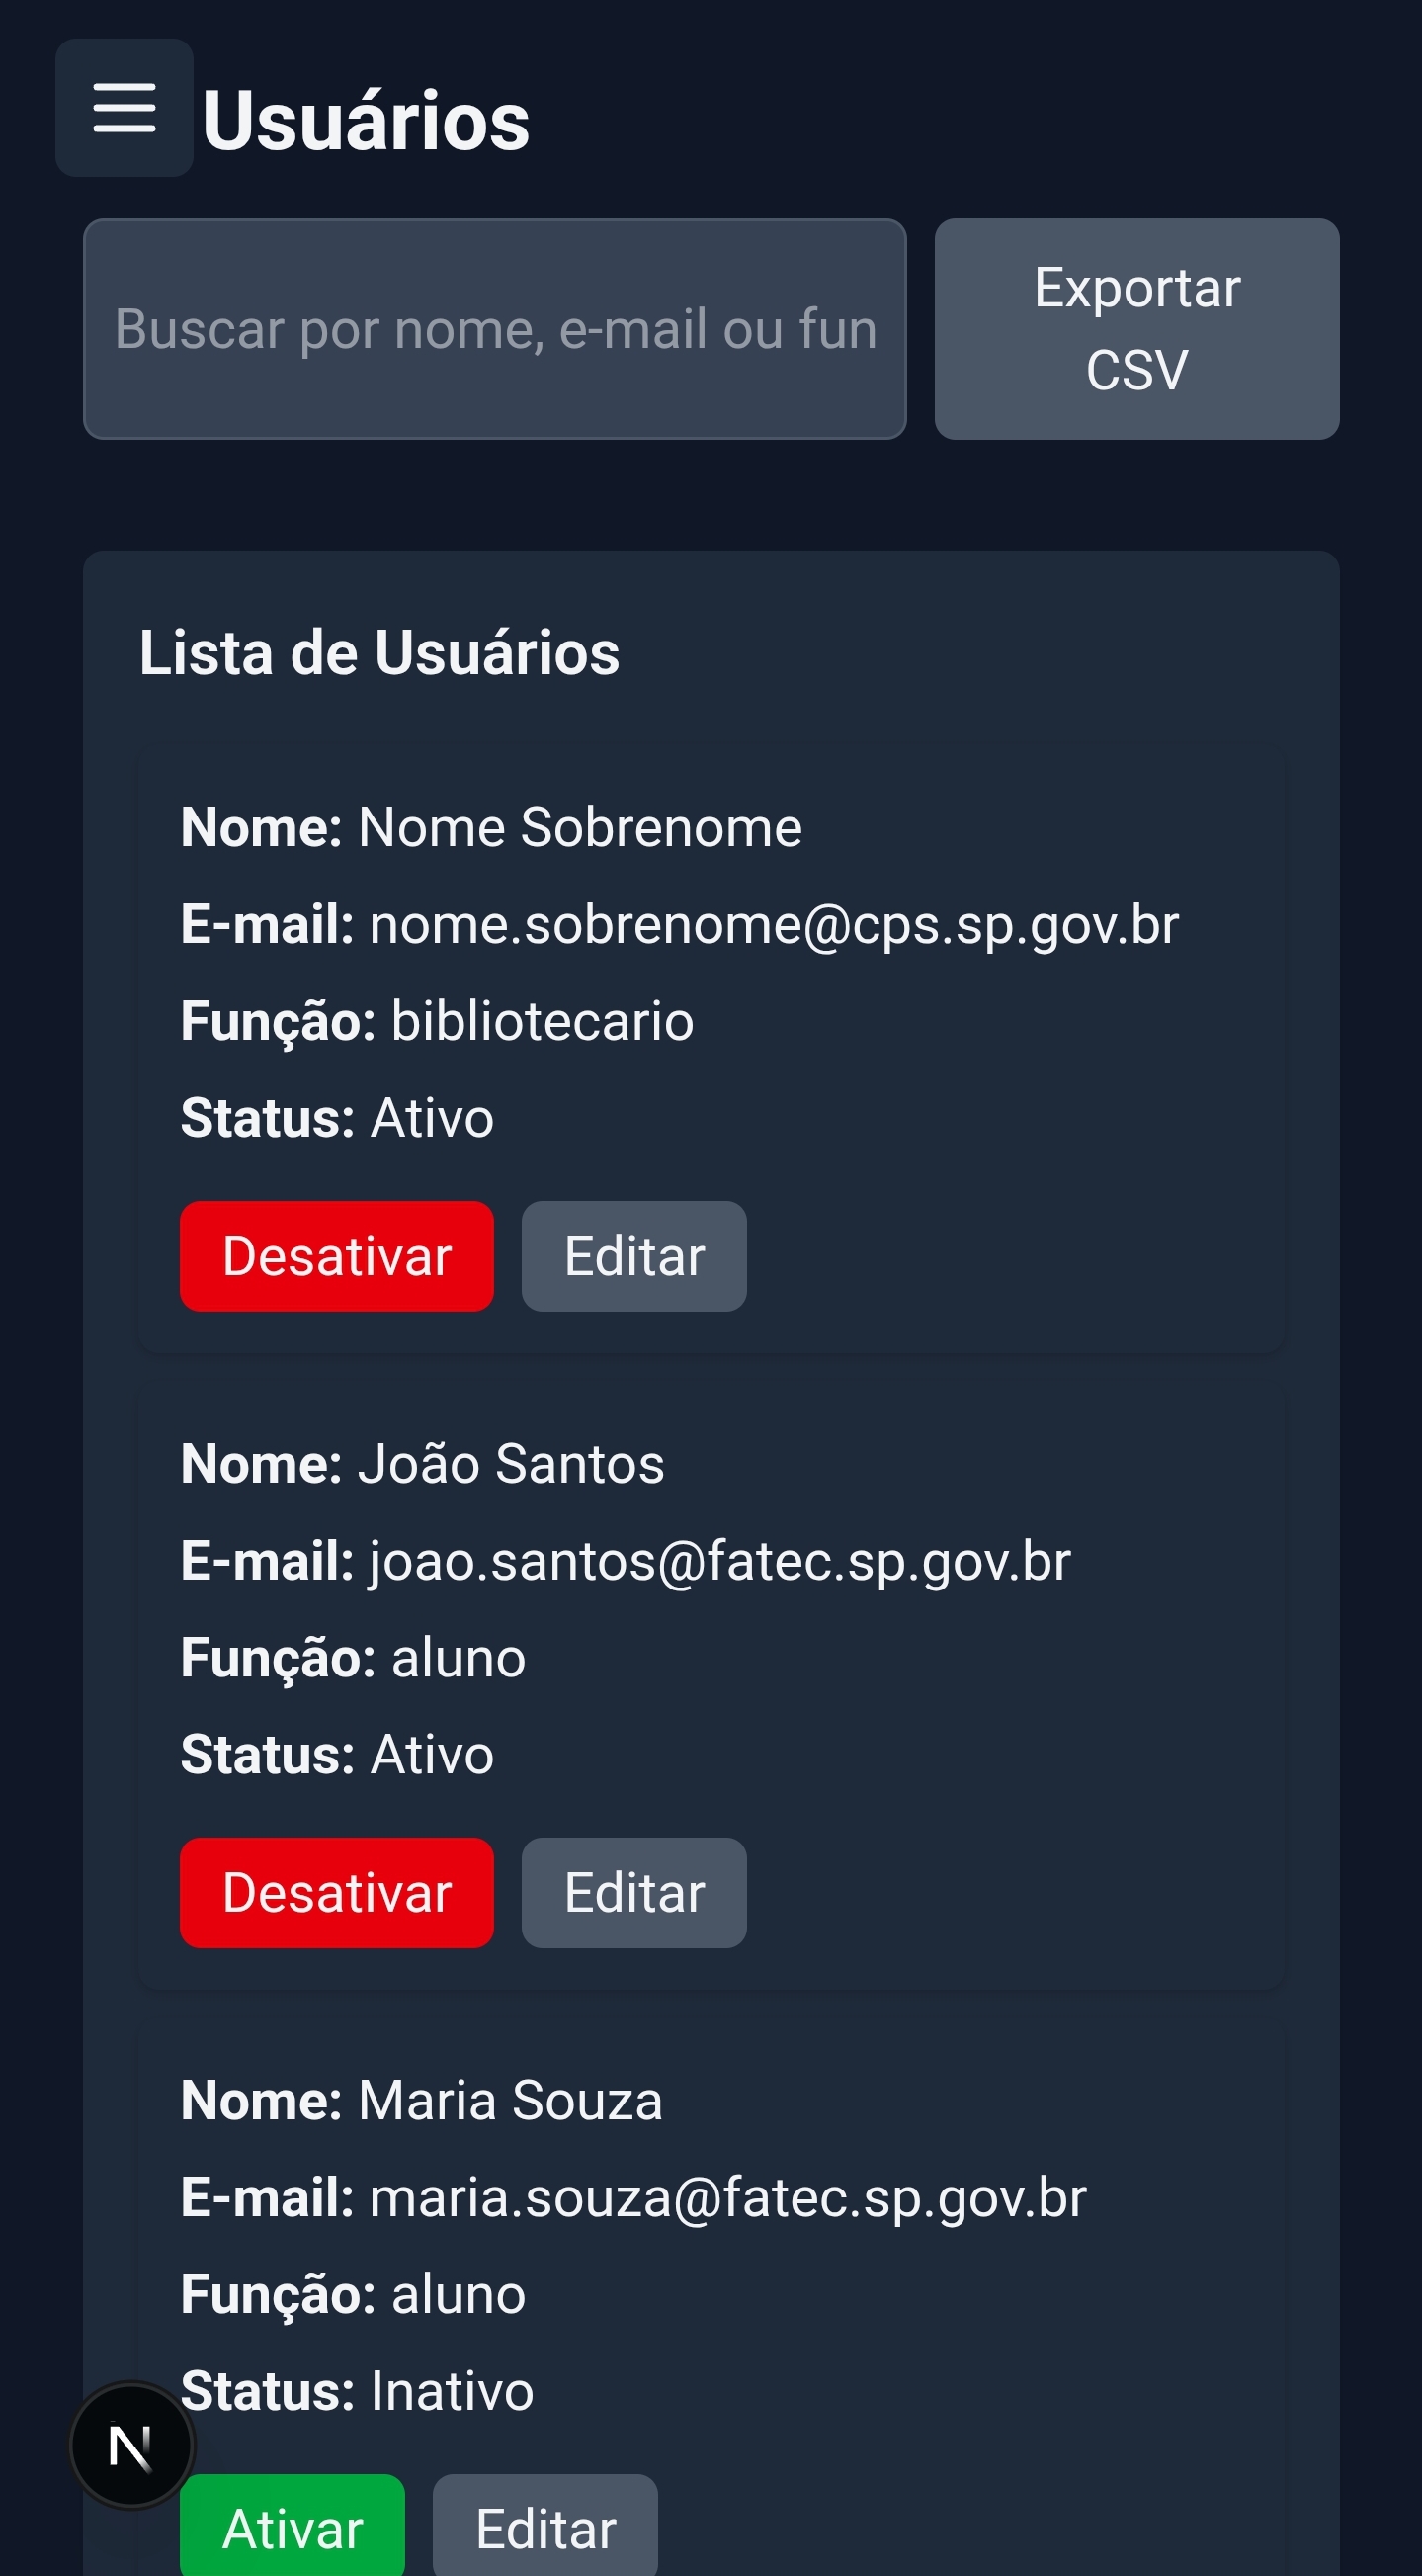 Usuários
Buscar por nome, e-mail ou fun
Exportar
CSV
Lista de Usuários
Nome: Nome Sobrenome
E-mail: nome.sobrenome@cps.sp.gov.br
Função: bibliotecario
Status: Ativo
Desativar Editar
Nome: João Santos
E-mail: joao.santos@fatec.sp.gov.br
Função: aluno
Status: Ativo
Desativar Editar
Nome: Maria Souza
E-mail: maria.souza@fatec.sp.gov.br
Função: aluno
Status: Inativo
N
Ativar Editar